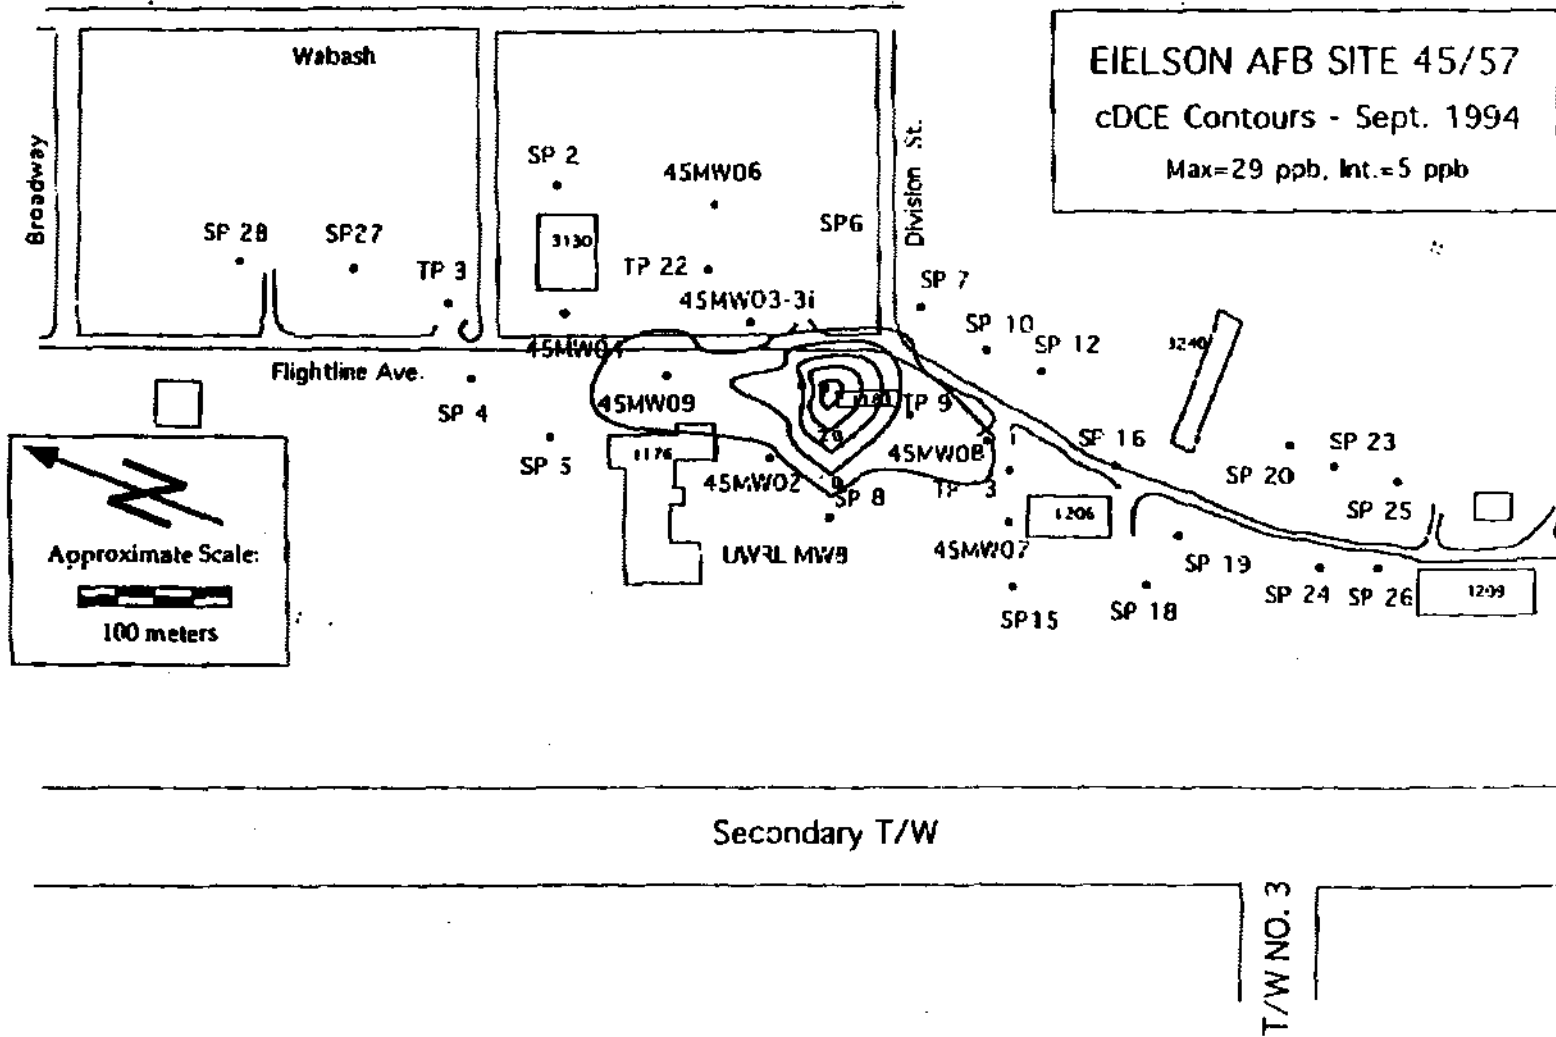 Wabash
EIELSON AFB SITE 45/57
cDCE Contours - Sept. 1994
Max=29 ppb, Int.=5 ppb
Broadway
Division St.
SP 2
45MW06
SP 28
SP27
TP 3
3130
TP 22
SP6
45MW03-3i
SP 7
SP 10
SP 12
3240
45MW04
Flightline Ave.
SP 4
45MW09
TP 9
SP 5
1176
20
45MW08
SP 16
SP 20
SP 23
45MW02
10
SP 8
SP 25
1206
Approximate Scale:
45MW07
SP 19
SP 24
SP 26
1299
100 meters
SP15
SP 18
Secondary T/W
T/W NO. 3